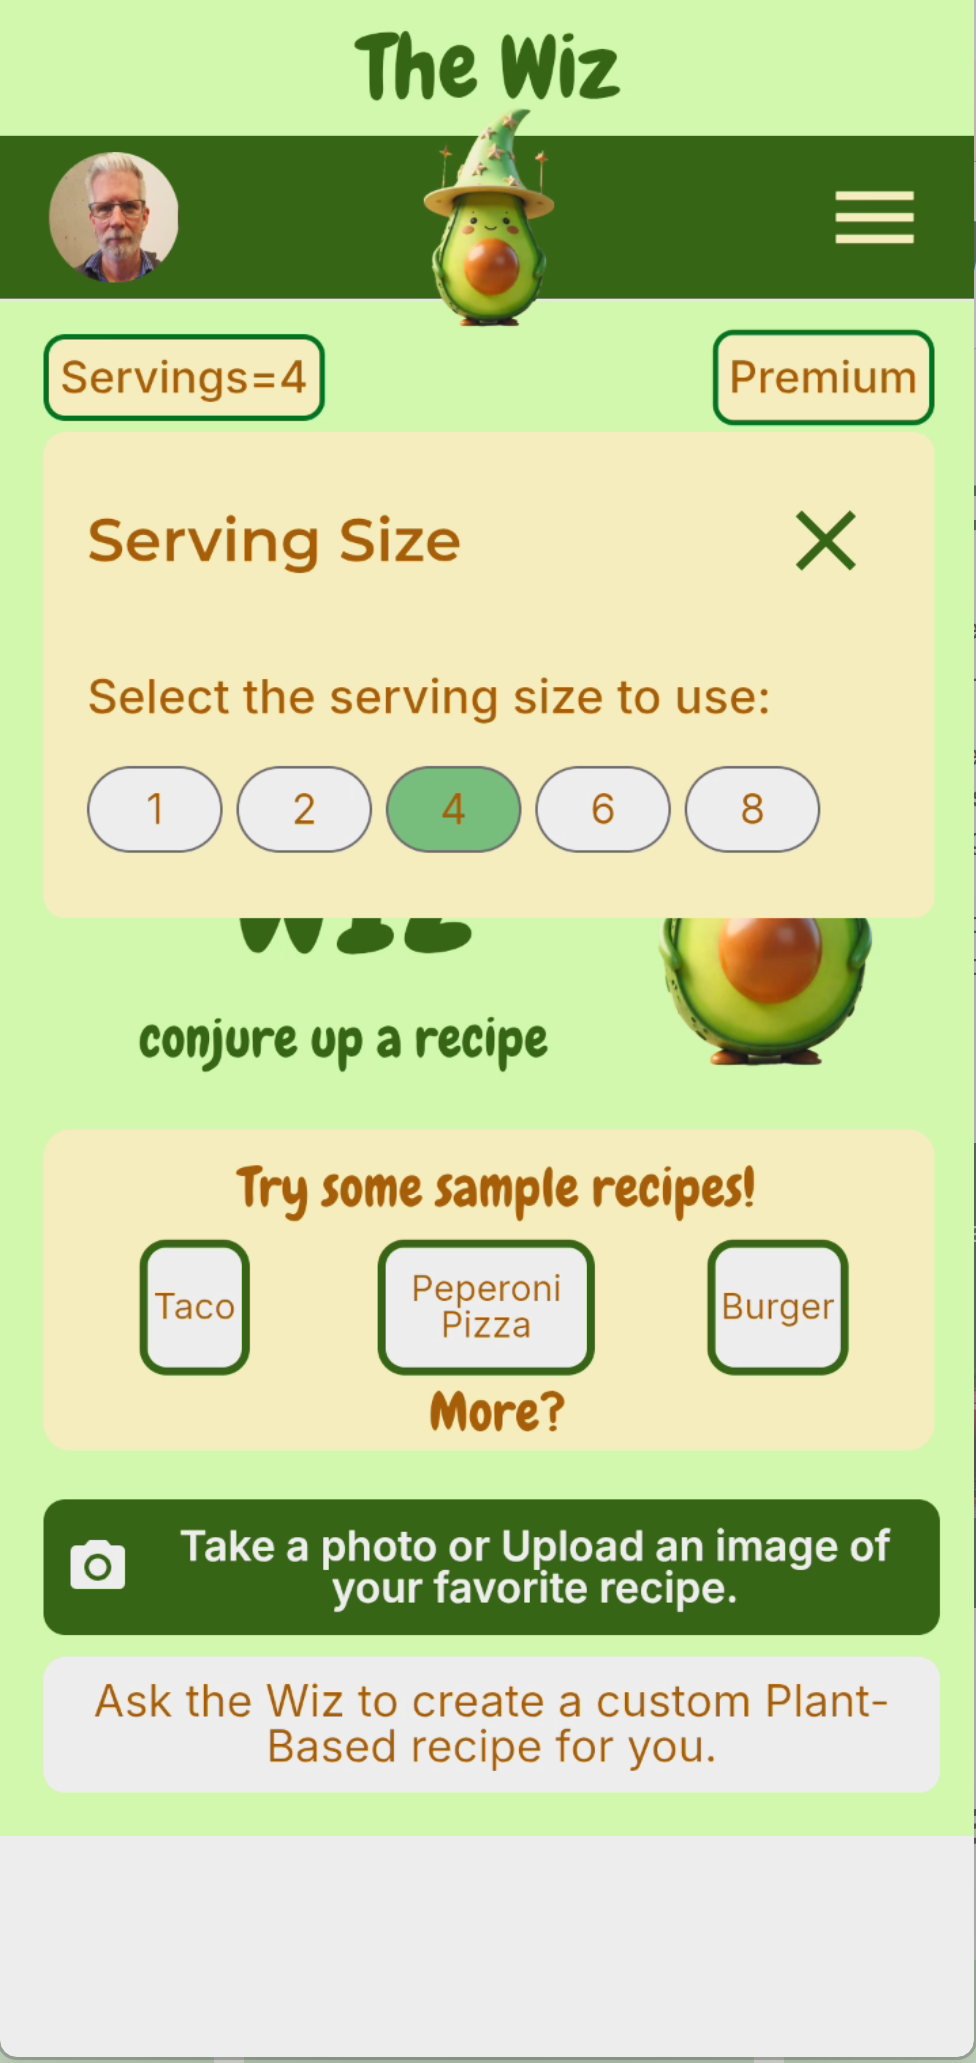 The Wiz
Servings=4
Premium
Serving Size
Select the serving size to use:
1 2 4 6 8
Wiz
conjure up a recipe
Try some sample recipes!
Taco
Peperoni
Pizza
Burger
More?
Take a photo or Upload an image of
your favorite recipe.
Ask the Wiz to create a custom Plant-
Based recipe for you.